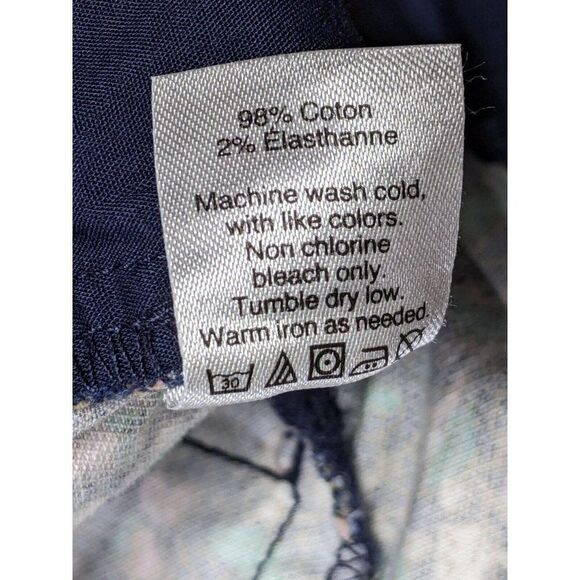 98% Coton
2% Élasthanne
Machine wash cold,
with like colors.
Non chlorine
bleach only.
Tumble dry low.
Warm iron as needed.
30